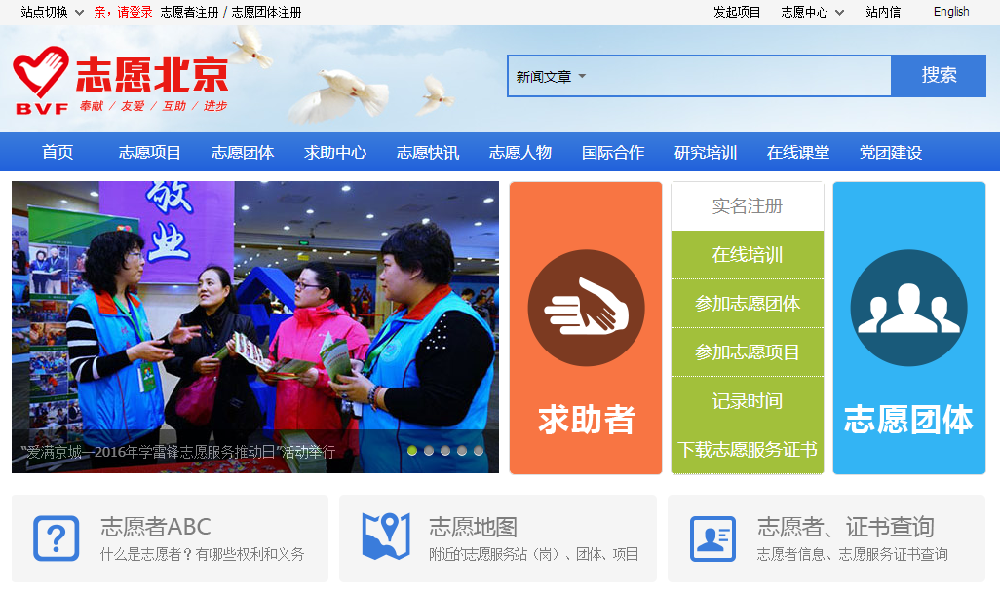 站点切换 亲，请登录 志愿者注册 / 志愿团体注册 发起项目 志愿中心 站内信 English
志愿北京
BVF 奉献 / 友爱 / 互助 / 进步
新闻文章 搜索
首页 志愿项目 志愿团体 求助中心 志愿快讯 志愿人物 国际合作 研究培训 在线课堂 党团建设
敬业
“爱满京城—2016年学雷锋志愿服务推动日”活动举行
求助者
实名注册
在线培训
参加志愿团体
参加志愿项目
记录时间
下载志愿服务证书
志愿团体
志愿者ABC
什么是志愿者？有哪些权利和义务
志愿地图
附近的志愿服务站（岗）、团体、项目
志愿者、证书查询
志愿者信息、志愿服务证书查询